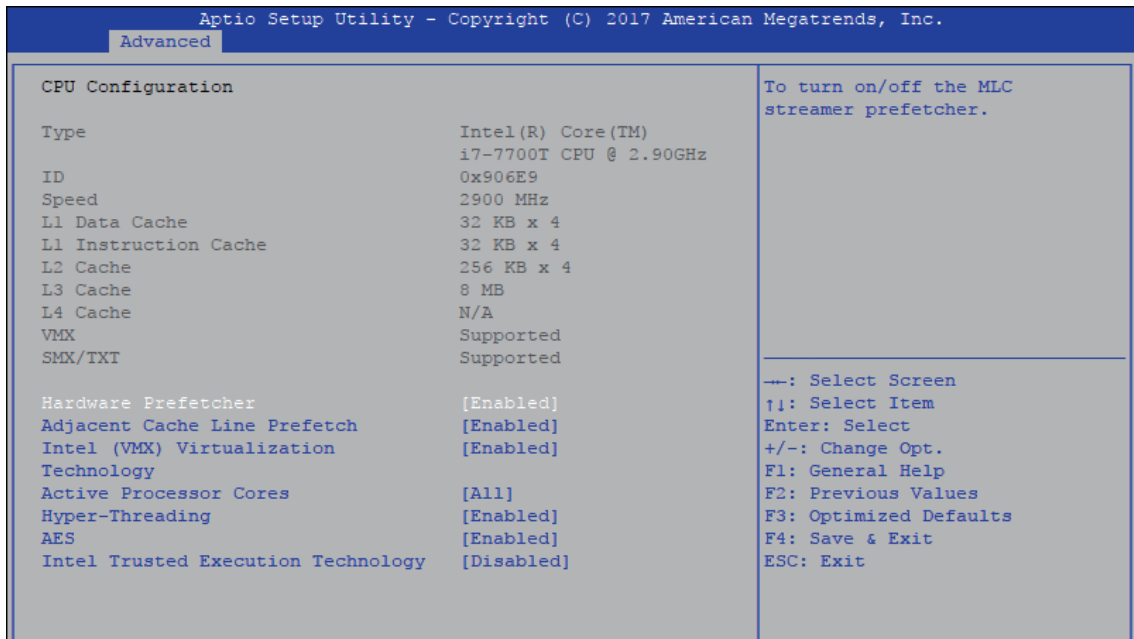 Aptio Setup Utility - Copyright (C) 2017 American Megatrends, Inc.
Advanced
CPU Configuration
Type Intel(R) Core(TM)
i7-7700T CPU @ 2.90GHz
ID 0x906E9
Speed 2900 MHz
L1 Data Cache 32 KB x 4
L1 Instruction Cache 32 KB x 4
L2 Cache 256 KB x 4
L3 Cache 8 MB
L4 Cache N/A
VMX Supported
SMX/TXT Supported
Hardware Prefetcher [Enabled]
Adjacent Cache Line Prefetch [Enabled]
Intel (VMX) Virtualization [Enabled]
Technology
Active Processor Cores [All]
Hyper-Threading [Enabled]
AES [Enabled]
Intel Trusted Execution Technology [Disabled]
To turn on/off the MLC
streamer prefetcher.
→←: Select Screen
↑↓: Select Item
Enter: Select
+/-: Change Opt.
F1: General Help
F2: Previous Values
F3: Optimized Defaults
F4: Save & Exit
ESC: Exit